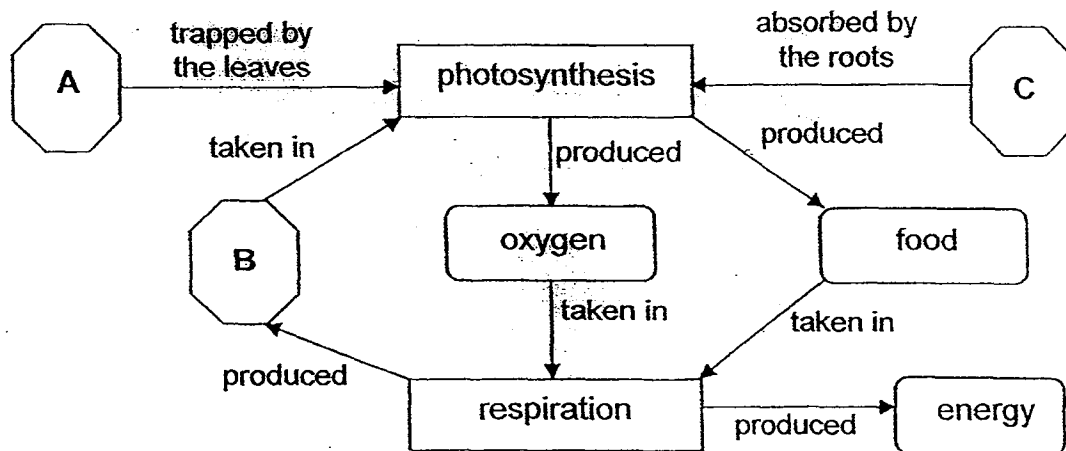 trapped by
the leaves
absorbed by
the roots
A
photosynthesis
C
taken in
produced
produced
B
oxygen
food
taken in
taken in
produced
respiration
produced
energy